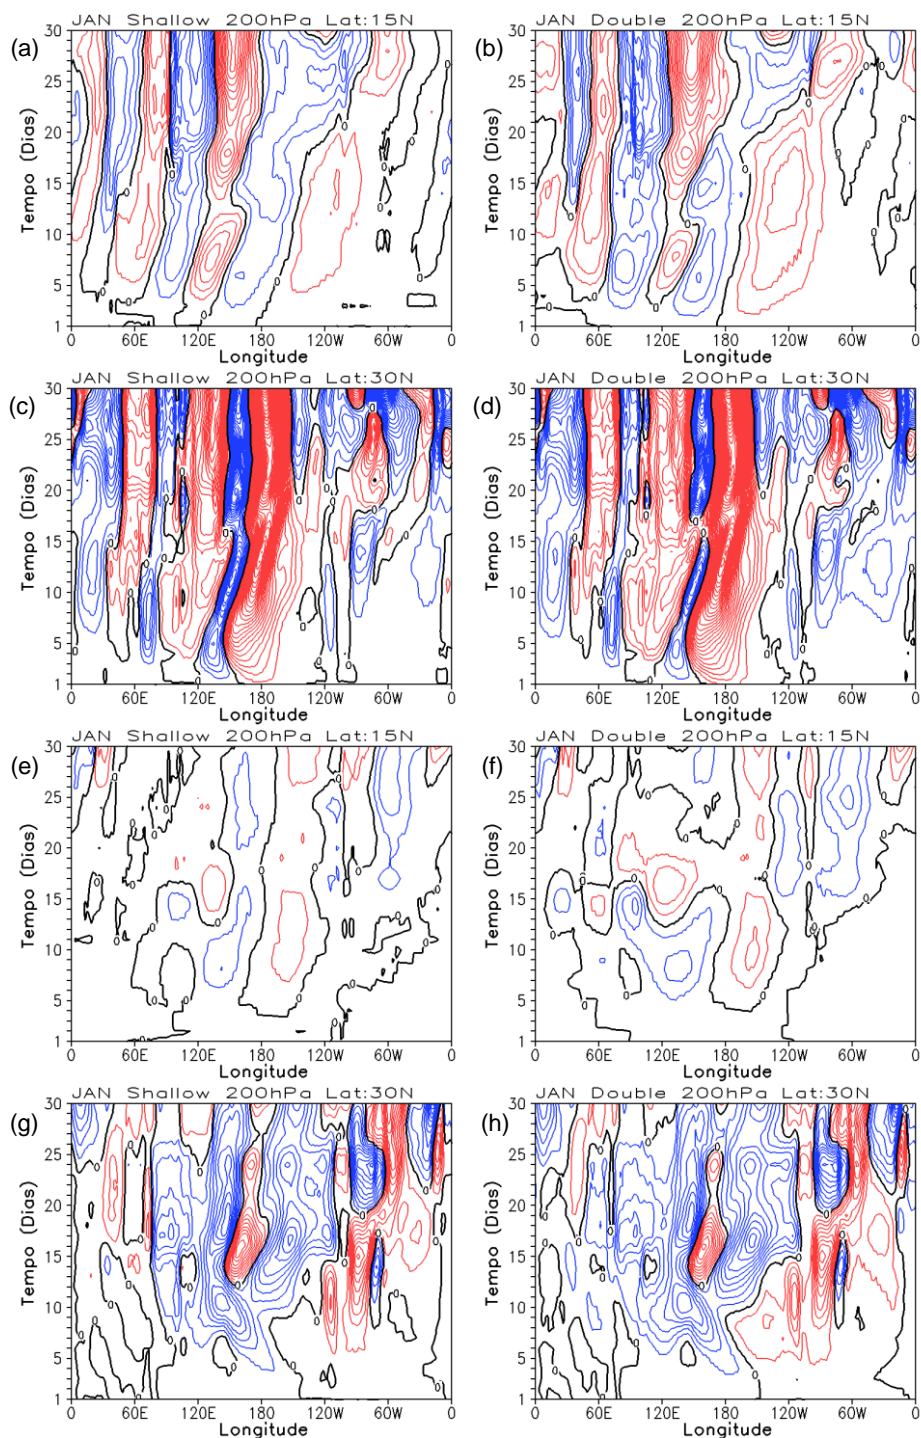 JAN Shallow 200hPa Lat:15N
JAN Double 200hPa Lat:15N
(a)
(b)
Tempo (Dias)
Tempo (Dias)
30 25 20 15 10 5 1
30 25 20 15 10 5 1
0 60E 120E 180 120W 60W 0
0 60E 120E 180 120W 60W 0
Longitude
Longitude
JAN Shallow 200hPa Lat:30N
JAN Double 200hPa Lat:30N
(c)
(d)
Tempo (Dias)
Tempo (Dias)
30 25 20 15 10 5 1
30 25 20 15 10 5 1
0 60E 120E 180 120W 60W 0
0 60E 120E 180 120W 60W 0
Longitude
Longitude
JAN Shallow 200hPa Lat:15N
JAN Double 200hPa Lat:15N
(e)
(f)
Tempo (Dias)
Tempo (Dias)
30 25 20 15 10 5 1
30 25 20 15 10 5 1
0 60E 120E 180 120W 60W 0
0 60E 120E 180 120W 60W 0
Longitude
Longitude
JAN Shallow 200hPa Lat:30N
JAN Double 200hPa Lat:30N
(g)
(h)
Tempo (Dias)
Tempo (Dias)
30 25 20 15 10 5 1
30 25 20 15 10 5 1
0 60E 120E 180 120W 60W 0
0 60E 120E 180 120W 60W 0
Longitude
Longitude